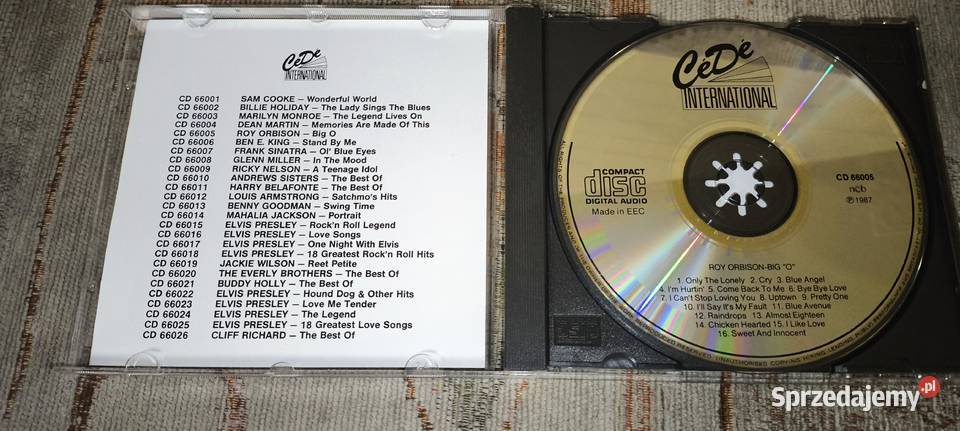 CéDé
INTERNATIONAL
CD 66001 SAM COOKE – Wonderful World
CD 66002 BILLIE HOLIDAY – The Lady Sings The Blues
CD 66003 MARILYN MONROE – The Legend Lives On
CD 66004 DEAN MARTIN – Memories Are Made Of This
CD 66005 ROY ORBISON – Big O
CD 66006 BEN E. KING – Stand By Me
CD 66007 FRANK SINATRA – Ol' Blue Eyes
CD 66008 GLENN MILLER – In The Mood
CD 66009 RICKY NELSON – A Teenage Idol
CD 66010 ANDREWS SISTERS – The Best Of
CD 66011 HARRY BELAFONTE – The Best Of
CD 66012 LOUIS ARMSTRONG – Satchmo's Hits
CD 66013 BENNY GOODMAN – Swing Time
CD 66014 MAHALIA JACKSON – Portrait
CD 66015 ELVIS PRESLEY – Rock'n Roll Legend
CD 66016 ELVIS PRESLEY – Love Songs
CD 66017 ELVIS PRESLEY – One Night With Elvis
CD 66018 ELVIS PRESLEY – 18 Greatest Rock'n Roll Hits
CD 66019 JACKIE WILSON – Reet Petite
CD 66020 THE EVERLY BROTHERS – The Best Of
CD 66021 BUDDY HOLLY – The Best Of
CD 66022 ELVIS PRESLEY – Hound Dog & Other Hits
CD 66023 ELVIS PRESLEY – Love Me Tender
CD 66024 ELVIS PRESLEY – The Legend
CD 66025 ELVIS PRESLEY – 18 Greatest Love Songs
CD 66026 CLIFF RICHARD – The Best Of
CéDé
INTERNATIONAL
COMPACT
disc
DIGITAL AUDIO
Made in EEC
CD 66005
ncb
℗ 1987
ROY ORBISON-BIG "O"
1. Only The Lonely 2. Cry 3. Blue Angel
4. I'm Hurtin' 5. Come Back To Me 6. Bye Bye Love
7. I Can't Stop Loving You 8. Uptown 9. Pretty One
10. I'll Say It's My Fault 11. Blue Avenue
12. Raindrops 13. Almost Eighteen
14. Chicken Hearted 15. I Like Love
16. Sweet And Innocent
Sprzedajemy.pl